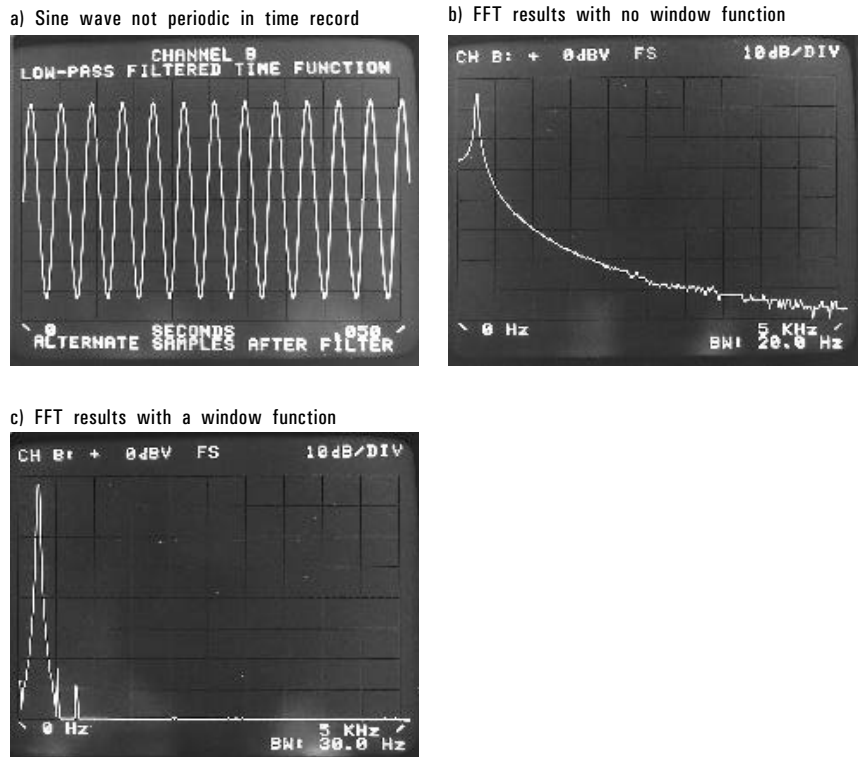 a) Sine wave not periodic in time record
CHANNEL B
LOW-PASS FILTERED TIME FUNCTION
0 SECONDS .050
ALTERNATE SAMPLES AFTER FILTER
b) FFT results with no window function
CH B: + 0dBV FS 10dB/DIV
0 Hz 5 KHz
BW: 20.0 Hz
c) FFT results with a window function
CH B: + 0dBV FS 10dB/DIV
0 Hz 5 KHz
BW: 30.0 Hz